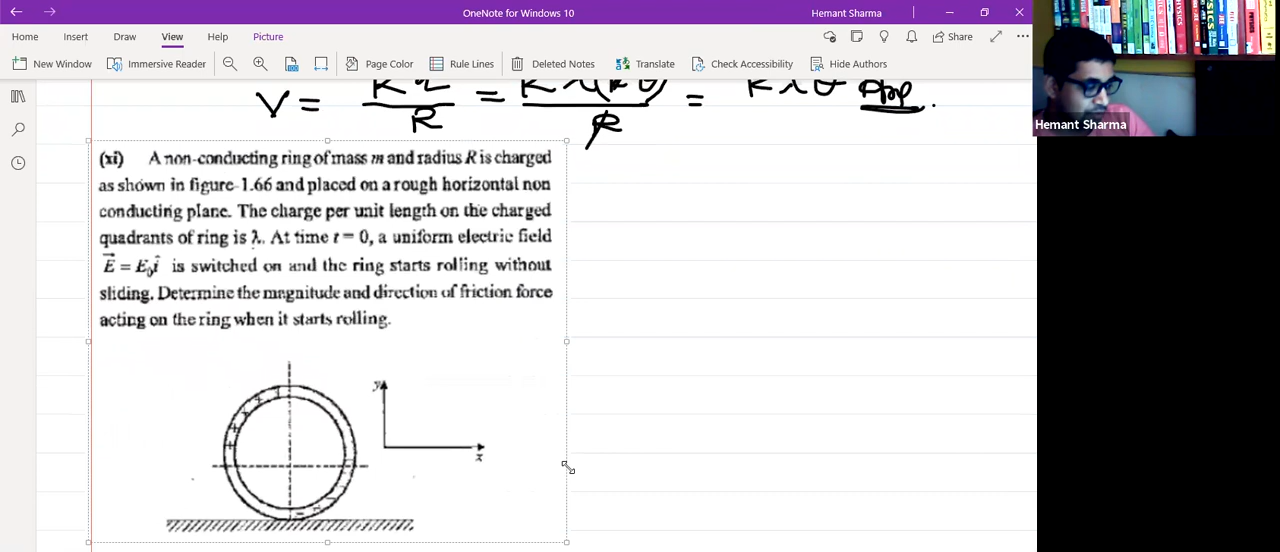 OneNote for Windows 10
Hemant Sharma
Home Insert Draw View Help Picture
Share
New Window Immersive Reader Page Color Rule Lines Deleted Notes Translate Check Accessibility Hide Authors
Hemant Sharma
V = = =
R R
(xi) A non-conducting ring of mass m and radius R is charged
as shown in figure-1.66 and placed on a rough horizontal non
conducting plane. The charge per unit length on the charged
quadrants of ring is λ. At time t = 0, a uniform electric field
E⃗ = E₀î is switched on and the ring starts rolling without
sliding. Determine the magnitude and direction of friction force
acting on the ring when it starts rolling.
y
x